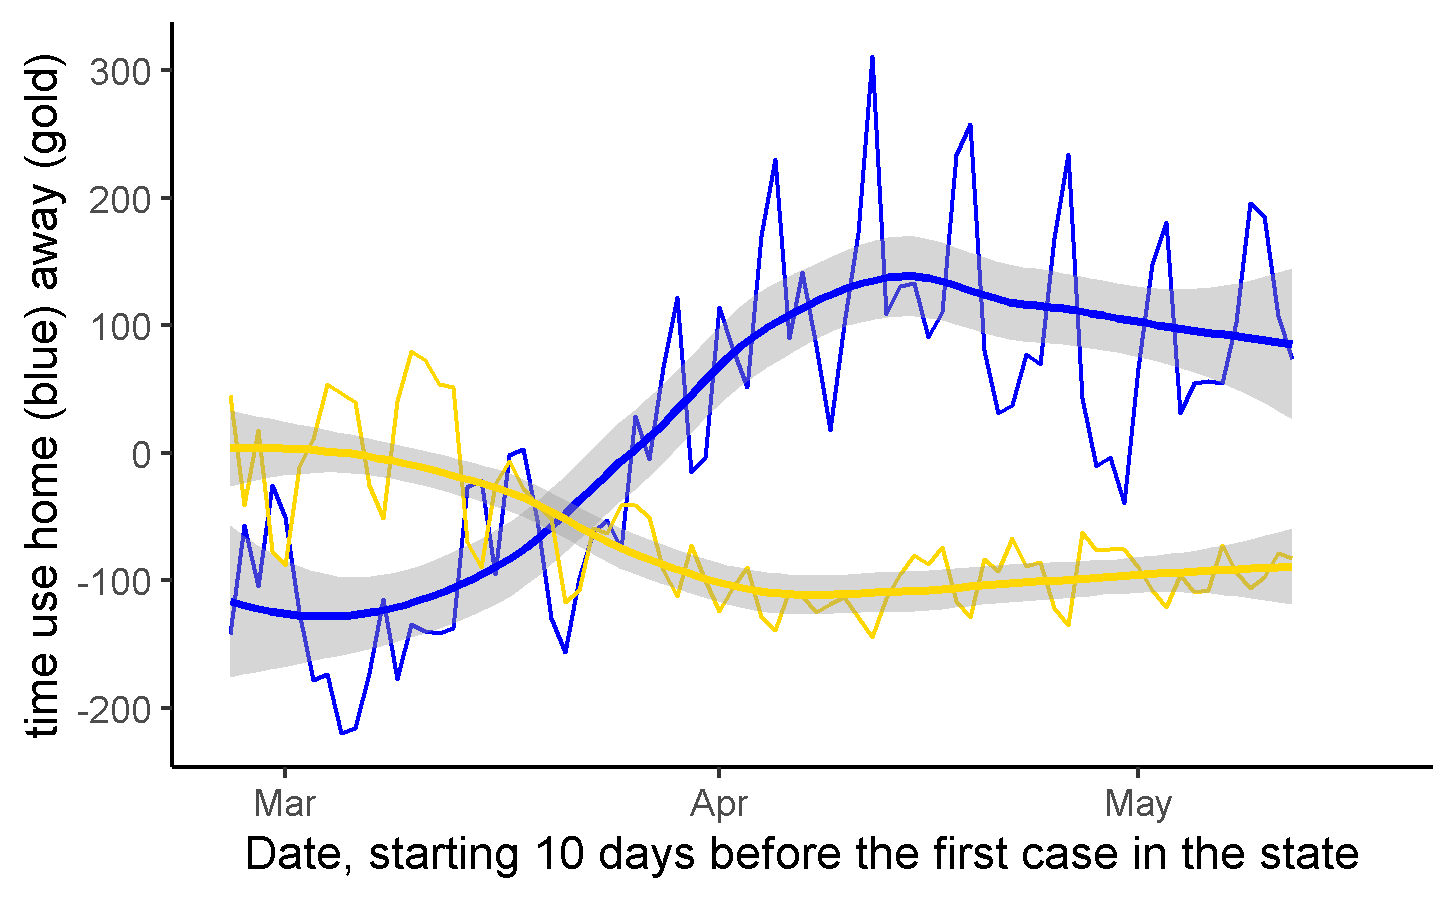 time use home (blue) away (gold)
300
200
100
0
-100
-200
Mar Apr May
Date, starting 10 days before the first case in the state